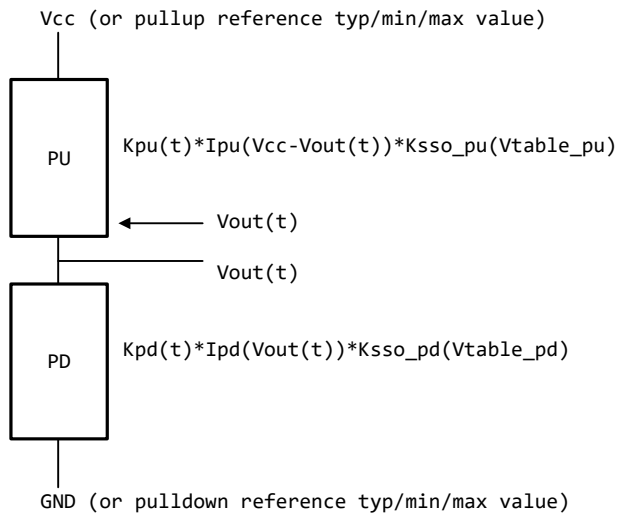 Vcc (or pullup reference typ/min/max value)
PU
Kpu(t)*Ipu(Vcc-Vout(t))*Ksso_pu(Vtable_pu)
Vout(t)
Vout(t)
PD
Kpd(t)*Ipd(Vout(t))*Ksso_pd(Vtable_pd)
GND (or pulldown reference typ/min/max value)